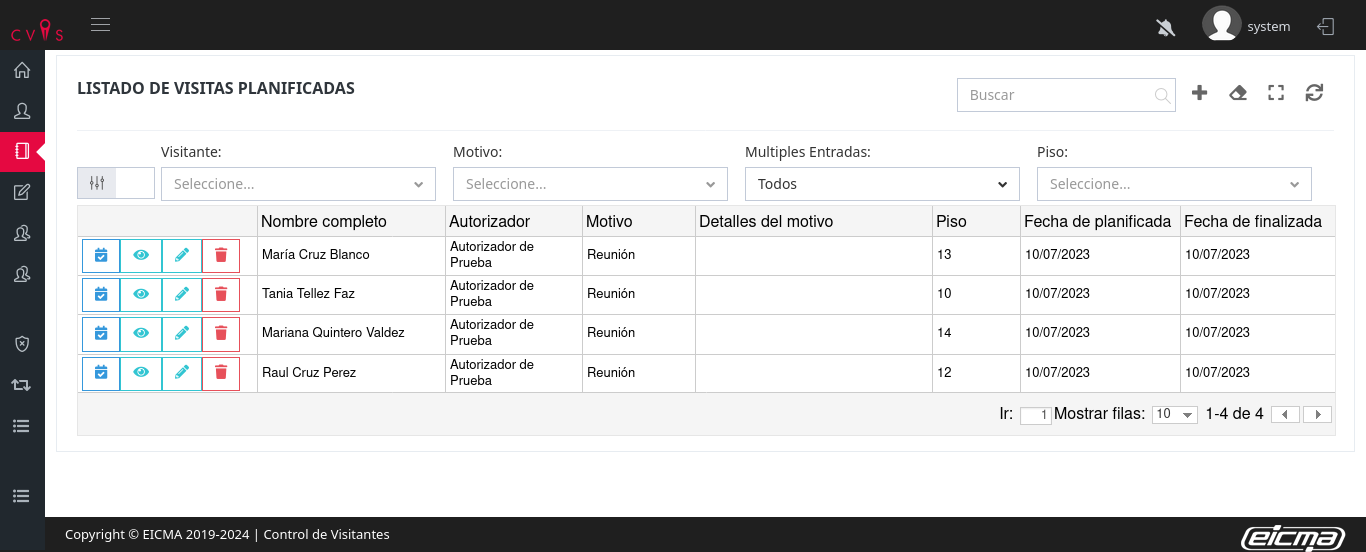 CVIS
system
LISTADO DE VISITAS PLANIFICADAS
Buscar
Visitante: Motivo: Multiples Entradas: Piso:
Seleccione... Seleccione... Todos Seleccione...
Nombre completo Autorizador Motivo Detalles del motivo Piso Fecha de planificada Fecha de finalizada
María Cruz Blanco Autorizador de Prueba Reunión 13 10/07/2023 10/07/2023
Tania Tellez Faz Autorizador de Prueba Reunión 10 10/07/2023 10/07/2023
Mariana Quintero Valdez Autorizador de Prueba Reunión 14 10/07/2023 10/07/2023
Raul Cruz Perez Autorizador de Prueba Reunión 12 10/07/2023 10/07/2023
Ir: 1 Mostrar filas: 10 1-4 de 4
Copyright © EICMA 2019-2024 | Control de Visitantes
eicma